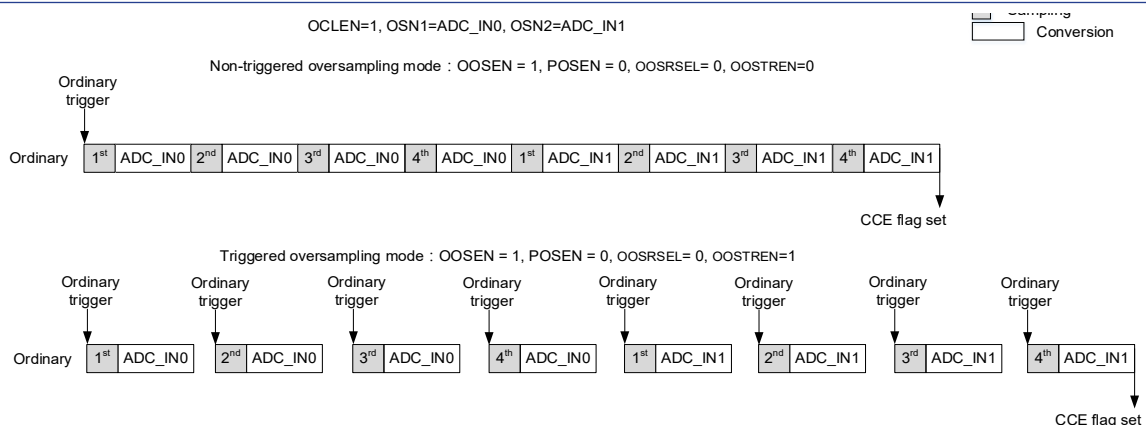 OCLEN=1, OSN1=ADC_IN0, OSN2=ADC_IN1
Sampling
Conversion
Non-triggered oversampling mode : OOSEN = 1, POSEN = 0, OOSRSEL= 0, OOSTREN=0
Ordinary
trigger
Ordinary 1st ADC_IN0 2nd ADC_IN0 3rd ADC_IN0 4th ADC_IN0 1st ADC_IN1 2nd ADC_IN1 3rd ADC_IN1 4th ADC_IN1
CCE flag set
Triggered oversampling mode : OOSEN = 1, POSEN = 0, OOSRSEL= 0, OOSTREN=1
Ordinary Ordinary Ordinary Ordinary Ordinary Ordinary Ordinary Ordinary
trigger trigger trigger trigger trigger trigger trigger trigger
Ordinary 1st ADC_IN0 2nd ADC_IN0 3rd ADC_IN0 4th ADC_IN0 1st ADC_IN1 2nd ADC_IN1 3rd ADC_IN1 4th ADC_IN1
CCE flag set